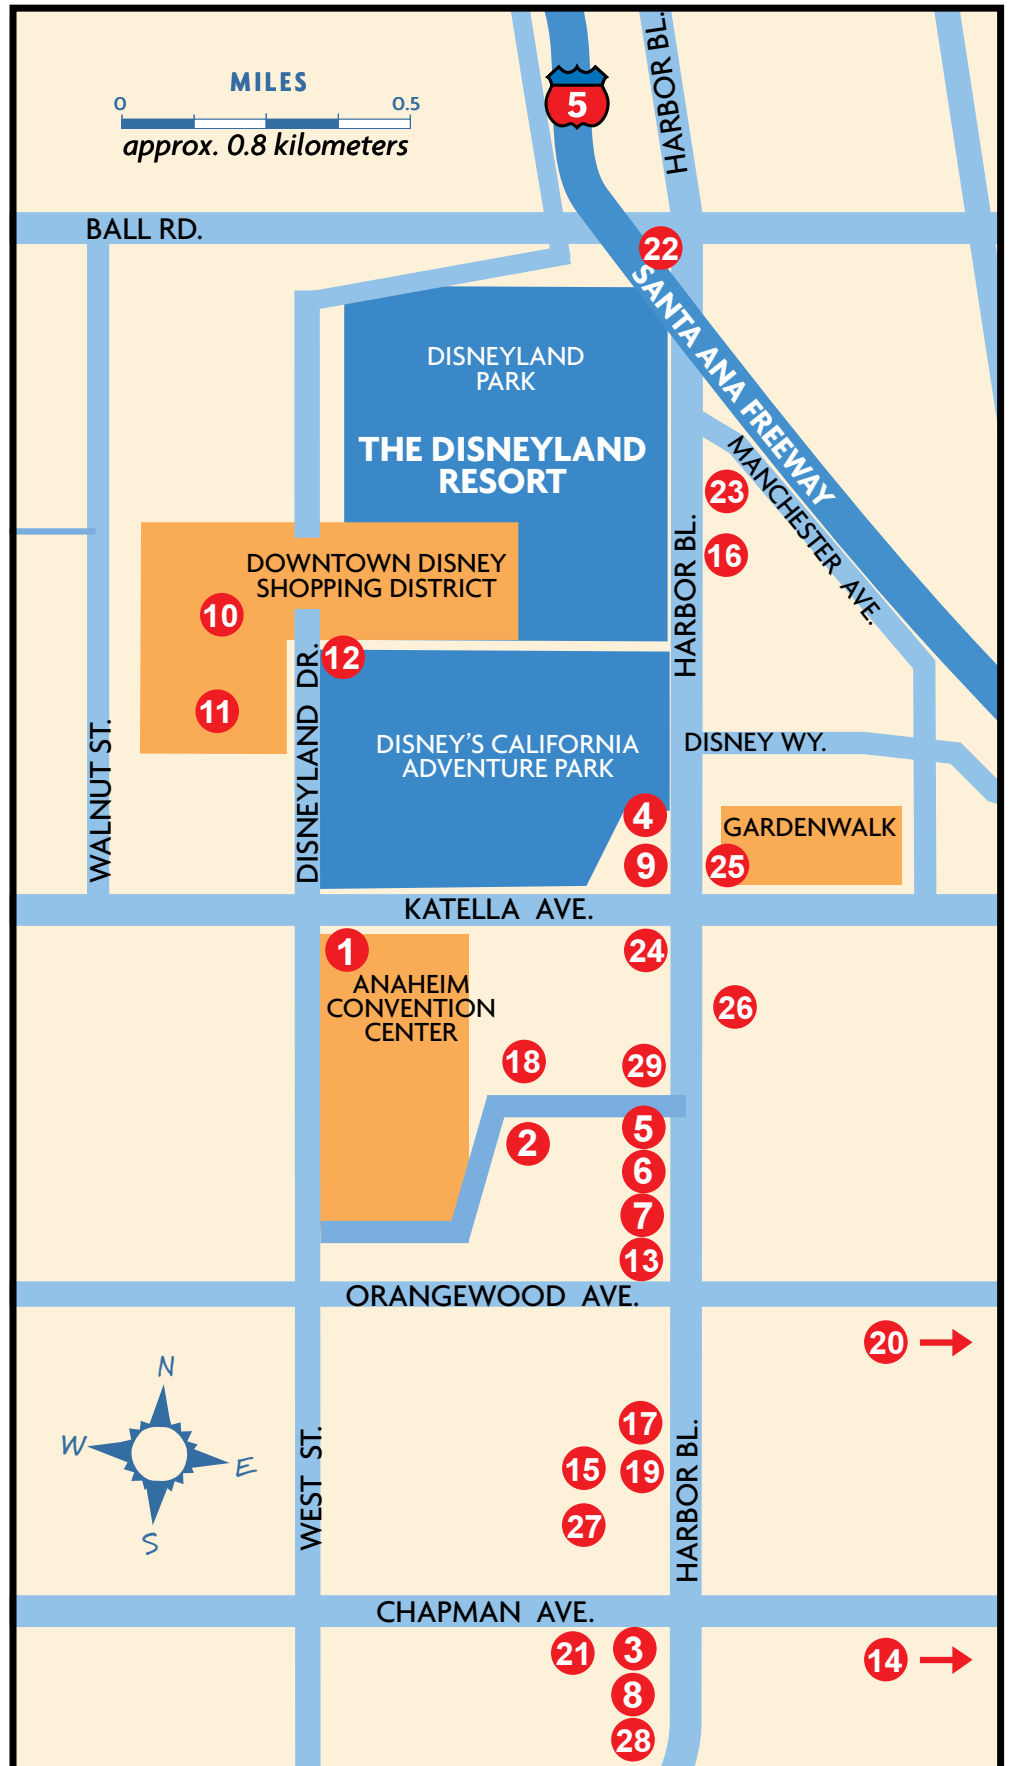 HARBOR BL.
MILES
0 0.5
5
approx. 0.8 kilometers
BALL RD.
22
SANTA ANA FREEWAY
DISNEYLAND
PARK
THE DISNEYLAND
RESORT
MANCHESTER AVE.
23
HARBOR BL.
16
DOWNTOWN DISNEY
SHOPPING DISTRICT
10
12
11
DISNEYLAND DR.
WALNUT ST.
DISNEY'S CALIFORNIA
ADVENTURE PARK
DISNEY WY.
4
GARDENWALK
9
25
KATELLA AVE.
1
24
ANAHEIM
CONVENTION
CENTER
26
18
29
5
2
6
7
13
ORANGEWOOD AVE.
20
N
W
E
S
WEST ST.
17
15
19
27
HARBOR BL.
CHAPMAN AVE.
21
3
14
8
28